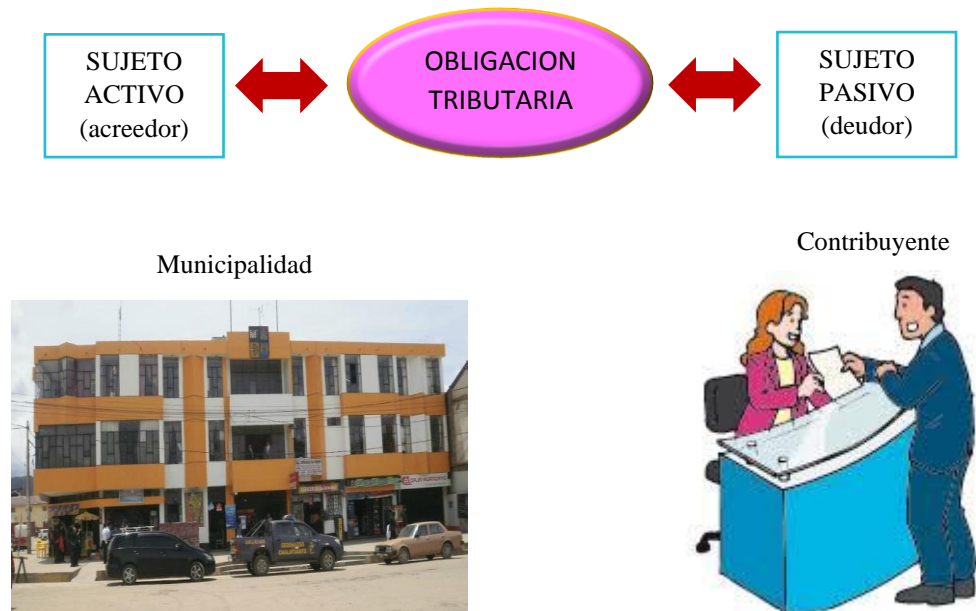 SUJETO
ACTIVO
(acreedor)
OBLIGACION
TRIBUTARIA
SUJETO
PASIVO
(deudor)
Municipalidad
Contribuyente